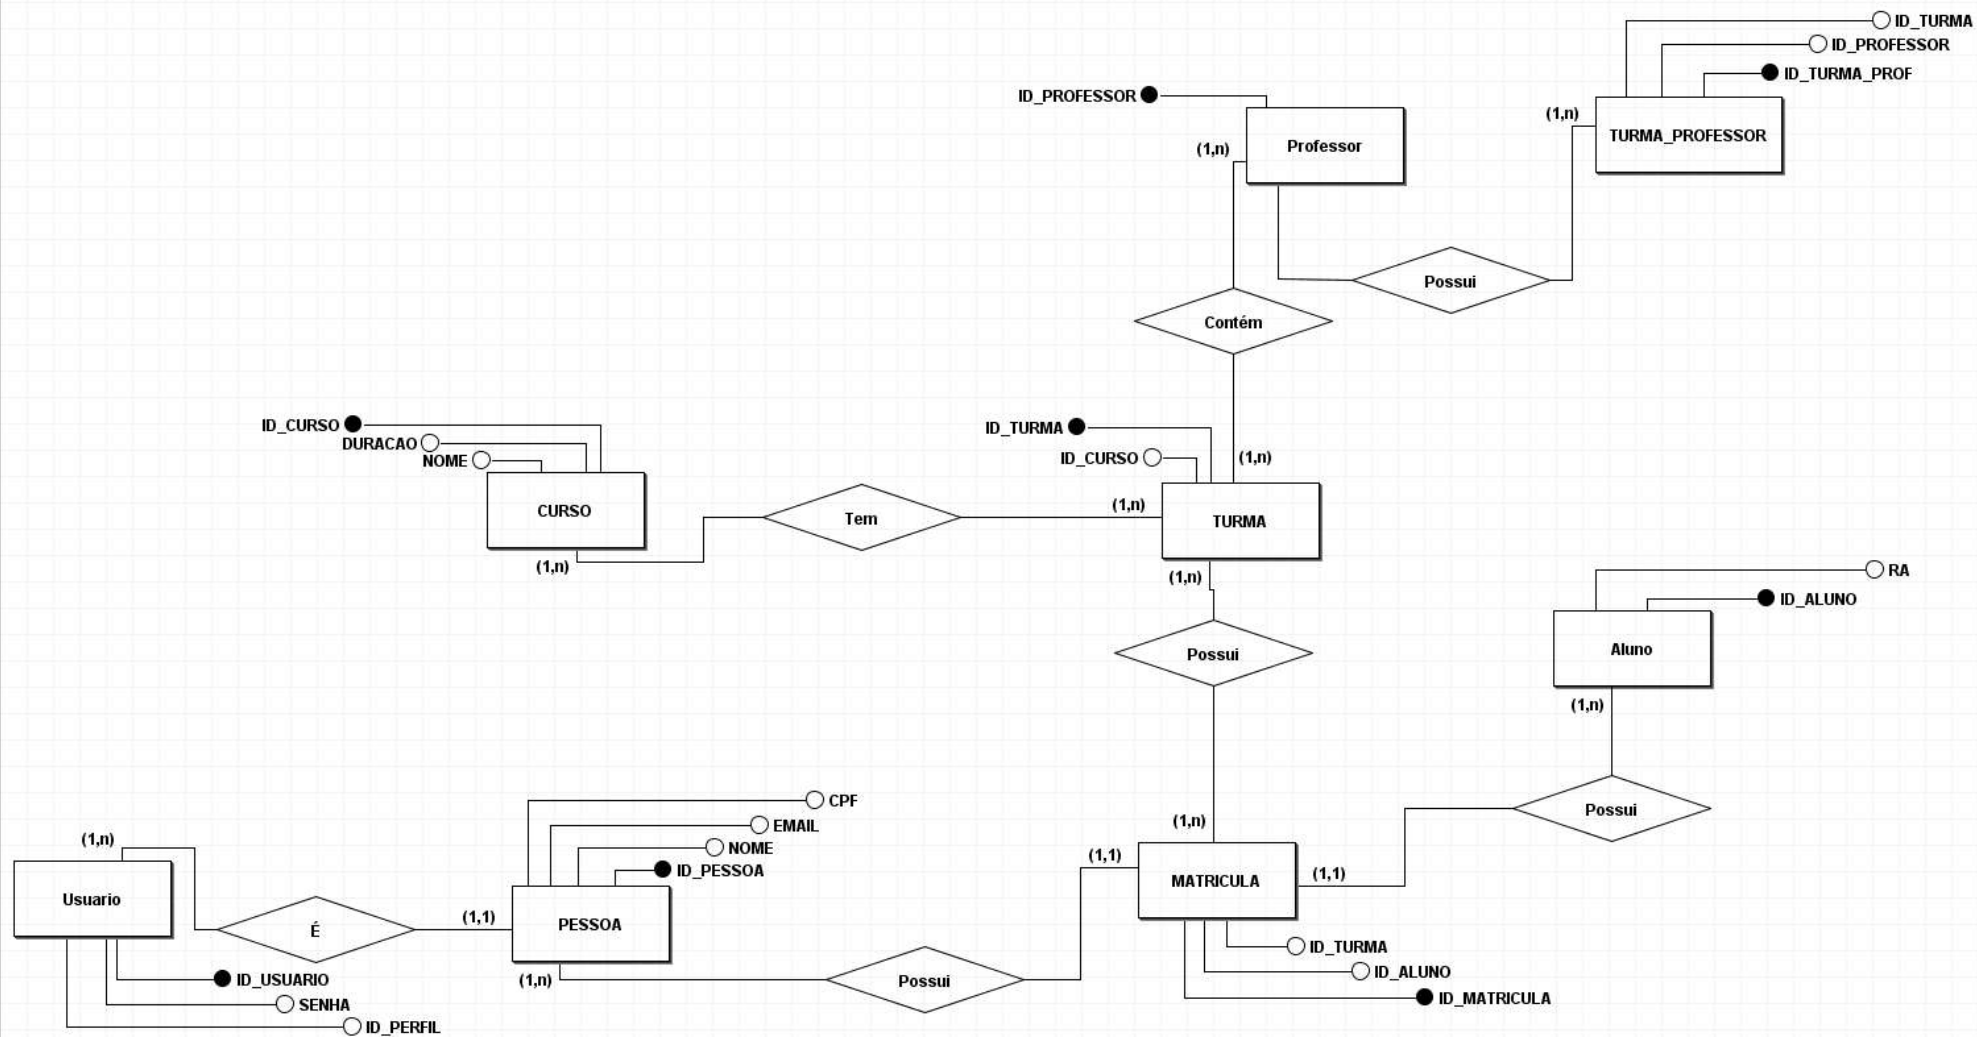 ID_TURMA
ID_PROFESSOR
ID_TURMA_PROF
ID_PROFESSOR
(1,n)
TURMA_PROFESSOR
Professor
(1,n)
Possui
Contém
ID_CURSO
DURACAO
NOME
ID_TURMA
ID_CURSO
(1,n)
CURSO
(1,n)
Tem
(1,n)
TURMA
(1,n)
RA
ID_ALUNO
Aluno
Possui
(1,n)
CPF
EMAIL
NOME
ID_PESSOA
Possui
(1,n)
(1,n)
(1,1)
(1,1)
MATRICULA
Usuario
(1,1)
PESSOA
É
ID_TURMA
ID_ALUNO
ID_MATRICULA
(1,n)
Possui
ID_USUARIO
SENHA
ID_PERFIL